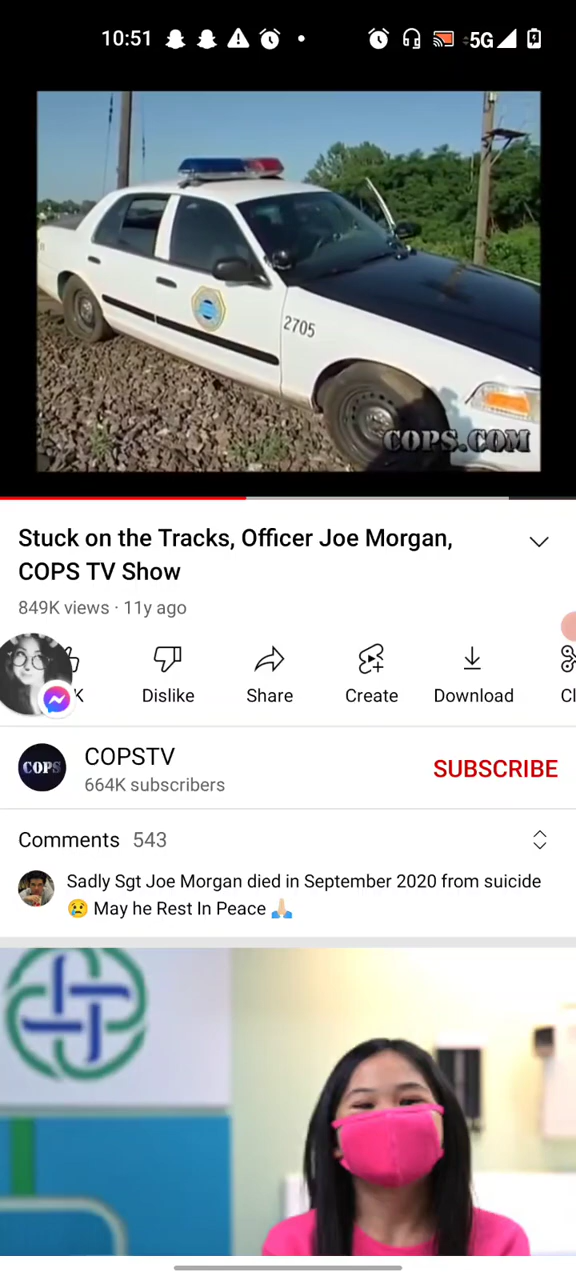 10:51
5G
2705
COPS.COM
Stuck on the Tracks, Officer Joe Morgan,
COPS TV Show
849K views · 11y ago
K
Dislike
Share
Create
Download
Cl
COPS
COPSTV
664K subscribers
SUBSCRIBE
Comments 543
Sadly Sgt Joe Morgan died in September 2020 from suicide
😢 May he Rest In Peace 🙏🏼